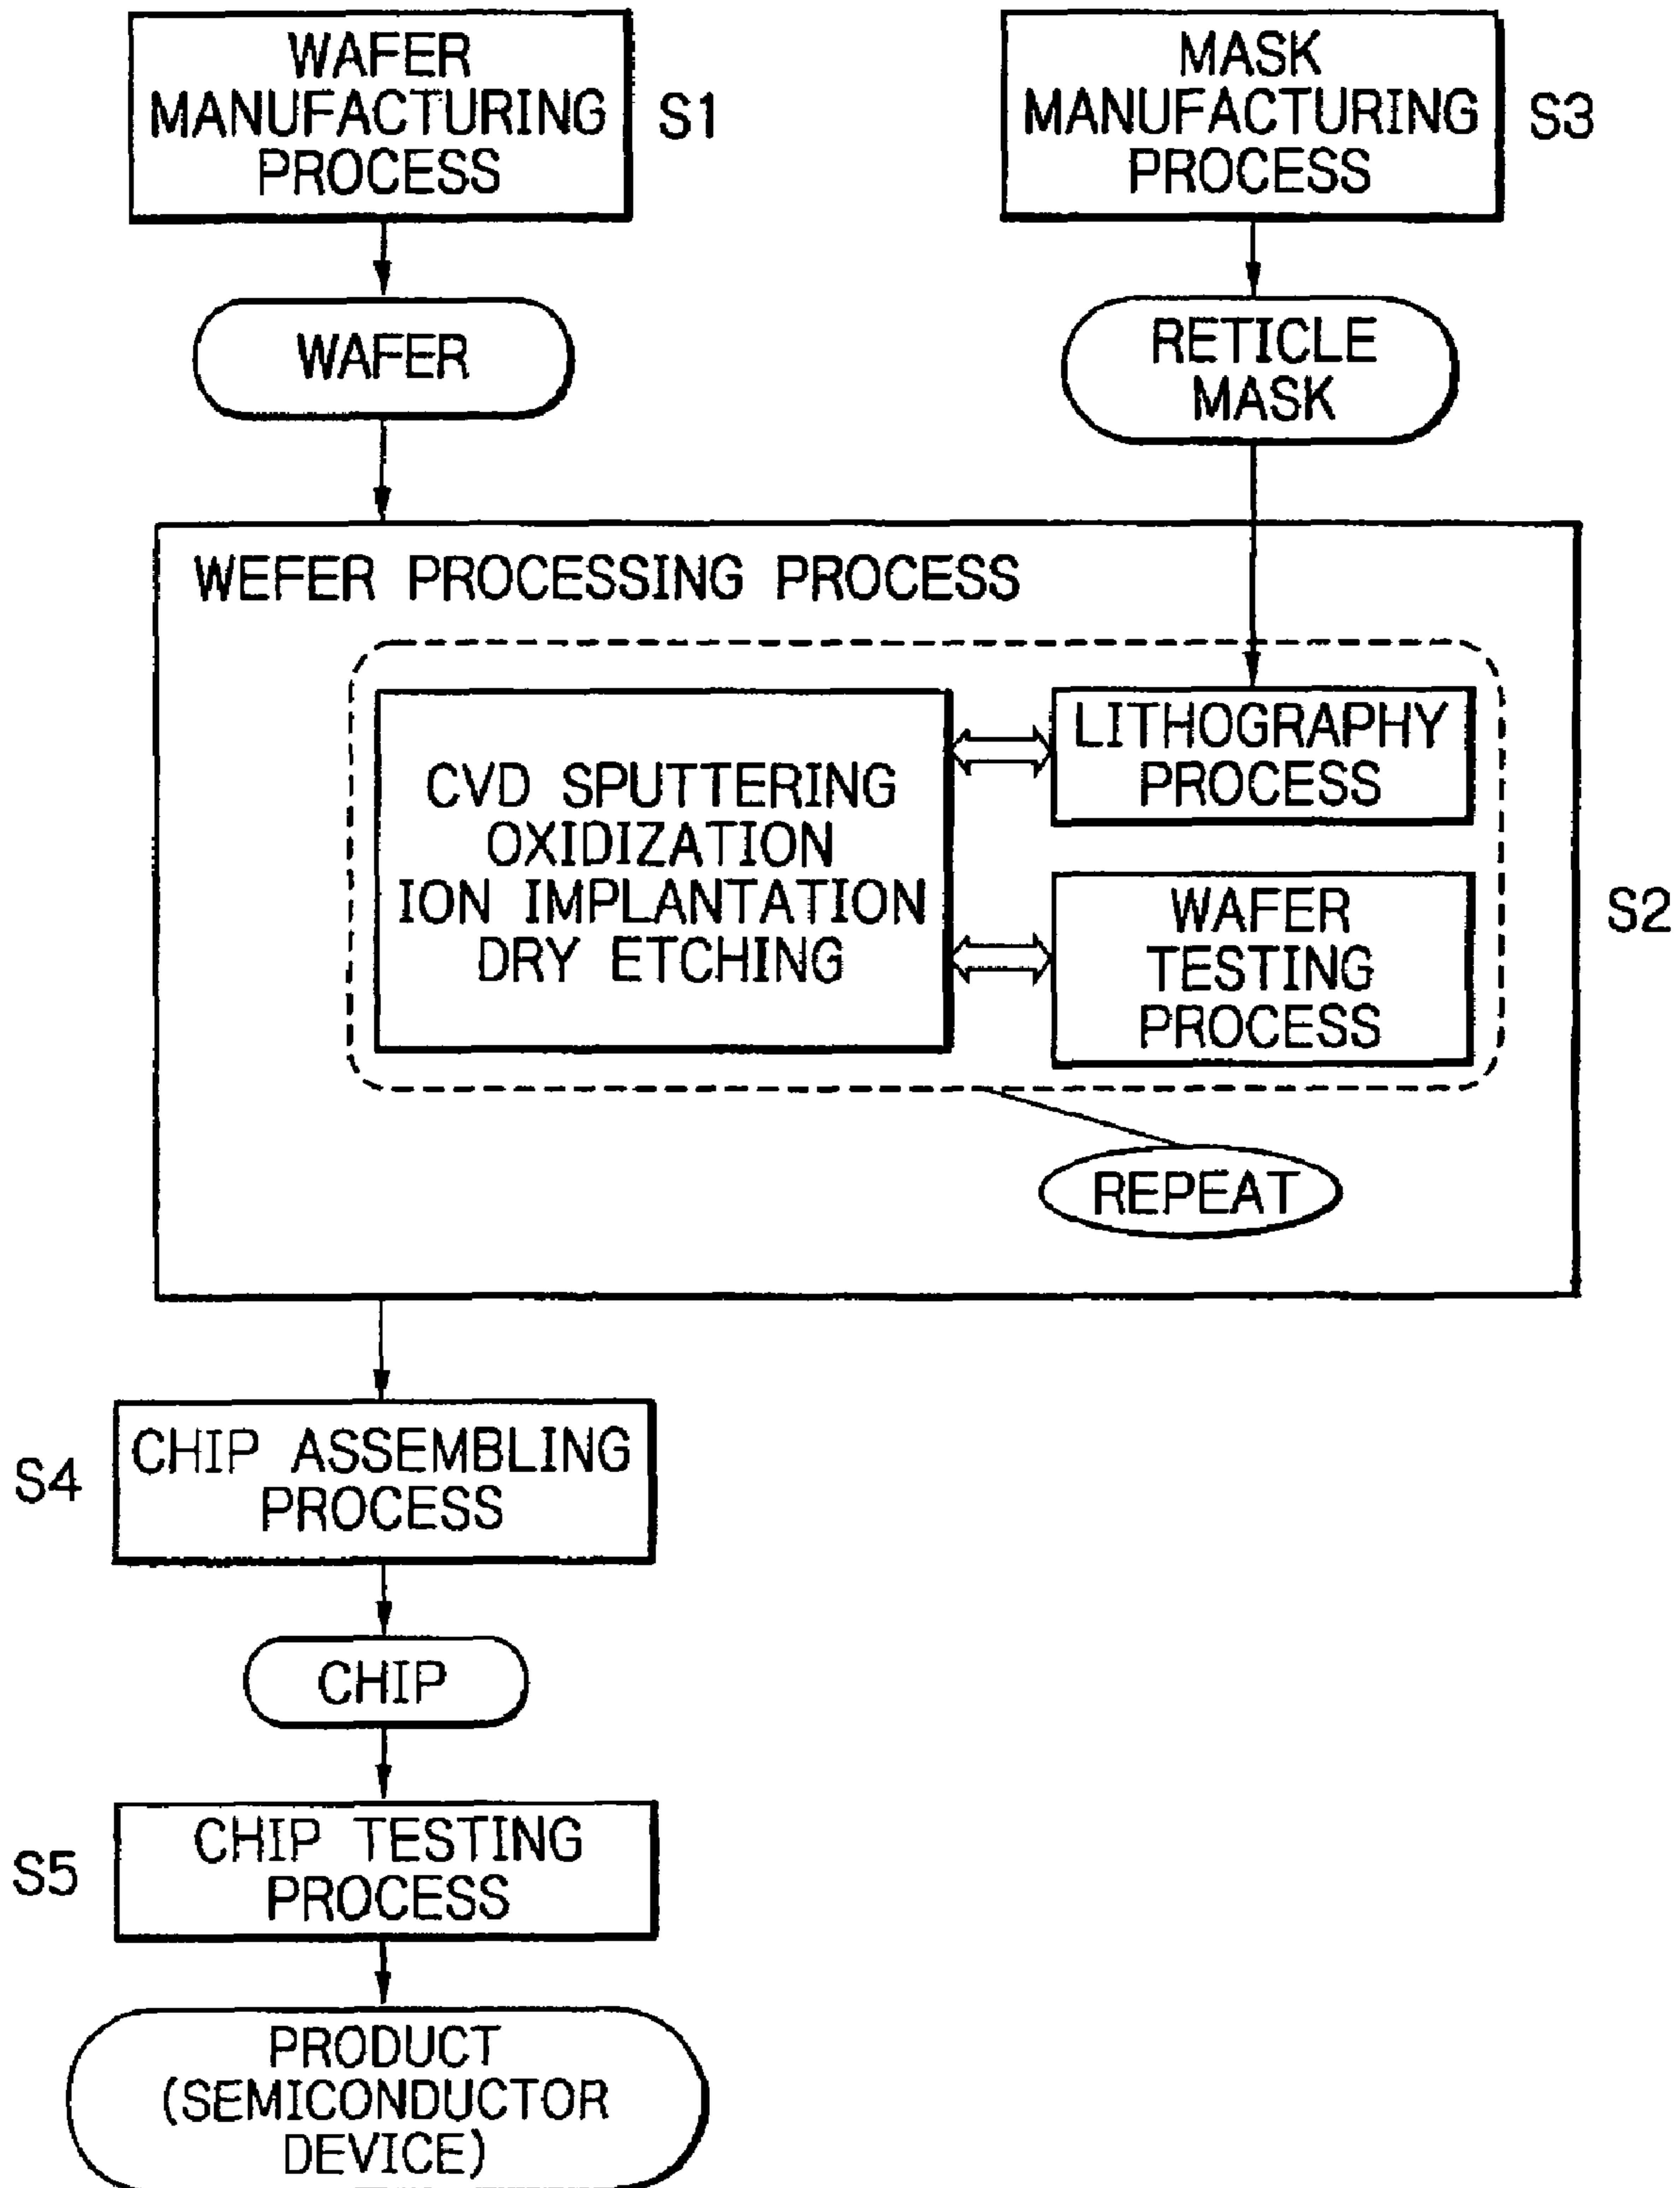 WAFER
MANUFACTURING
PROCESS
S1
MASK
MANUFACTURING
PROCESS
S3
WAFER
RETICLE
MASK
WEFER PROCESSING PROCESS
CVD SPUTTERING
OXIDIZATION
ION IMPLANTATION
DRY ETCHING
LITHOGRAPHY
PROCESS
WAFER
TESTING
PROCESS
S2
REPEAT
S4
CHIP ASSEMBLING
PROCESS
CHIP
S5
CHIP TESTING
PROCESS
PRODUCT
(SEMICONDUCTOR
DEVICE)